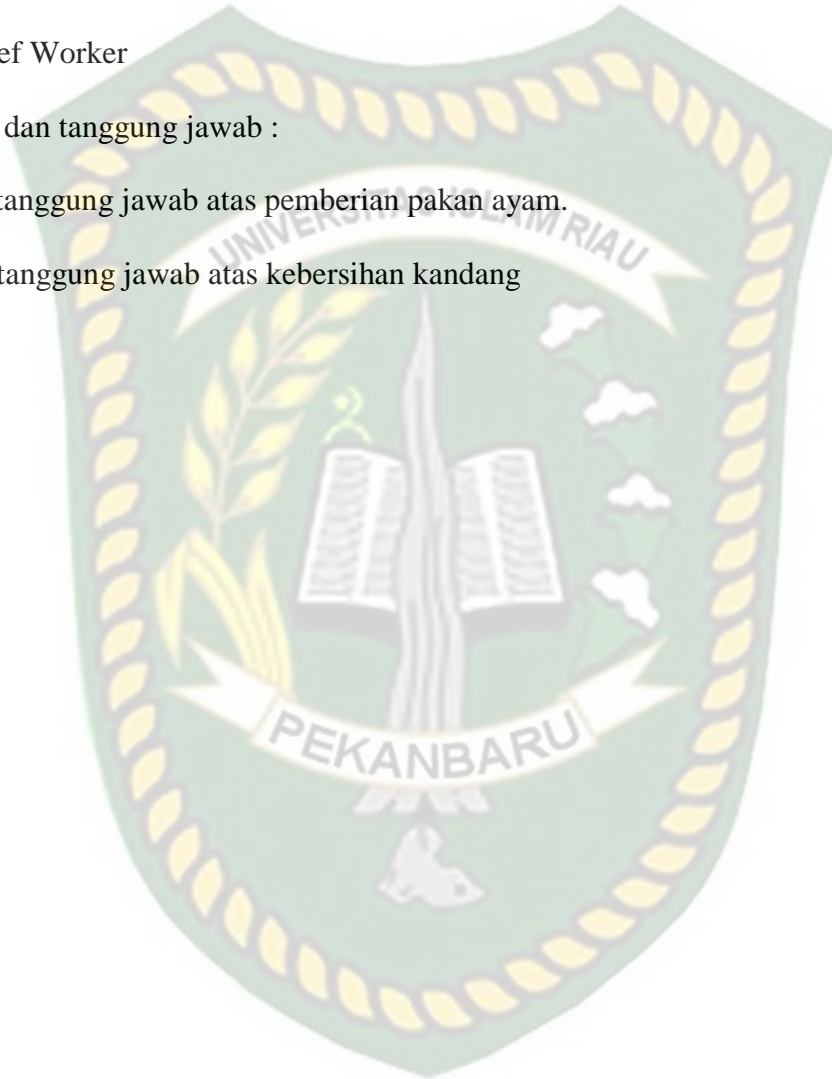 ef Worker
dan tanggung jawab :
tanggung jawab atas pemberian pakan ayam.
UNIVERSITAS ISLAM RIAU
tanggung jawab atas kebersihan kandang
PEKANBARU